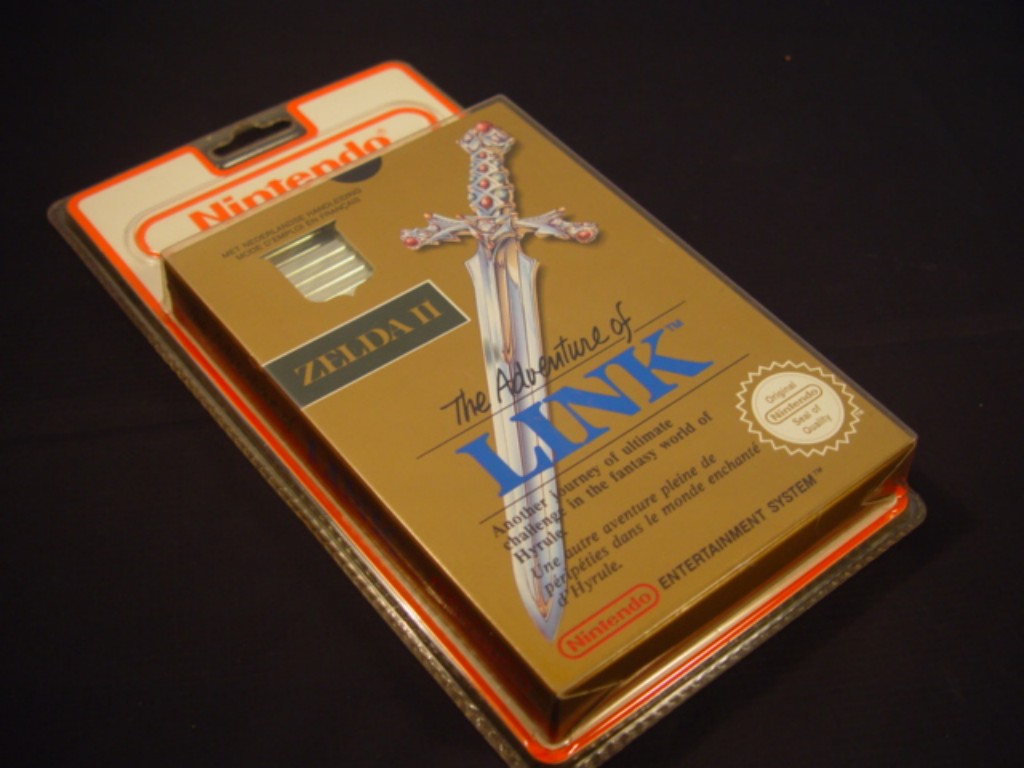 Nintendo®
MET NEDERLANDSE HANDLEIDING
MODE D'EMPLOI EN FRANCAIS
ZELDA II
The Adventure of
LINK™
Another journey of ultimate
challenge in the fantasy world of
Hyrule.
Une autre aventure pleine de
péripéties dans le monde enchanté
d'Hyrule.
Original
Nintendo
Seal of
Quality
Nintendo ENTERTAINMENT SYSTEM™